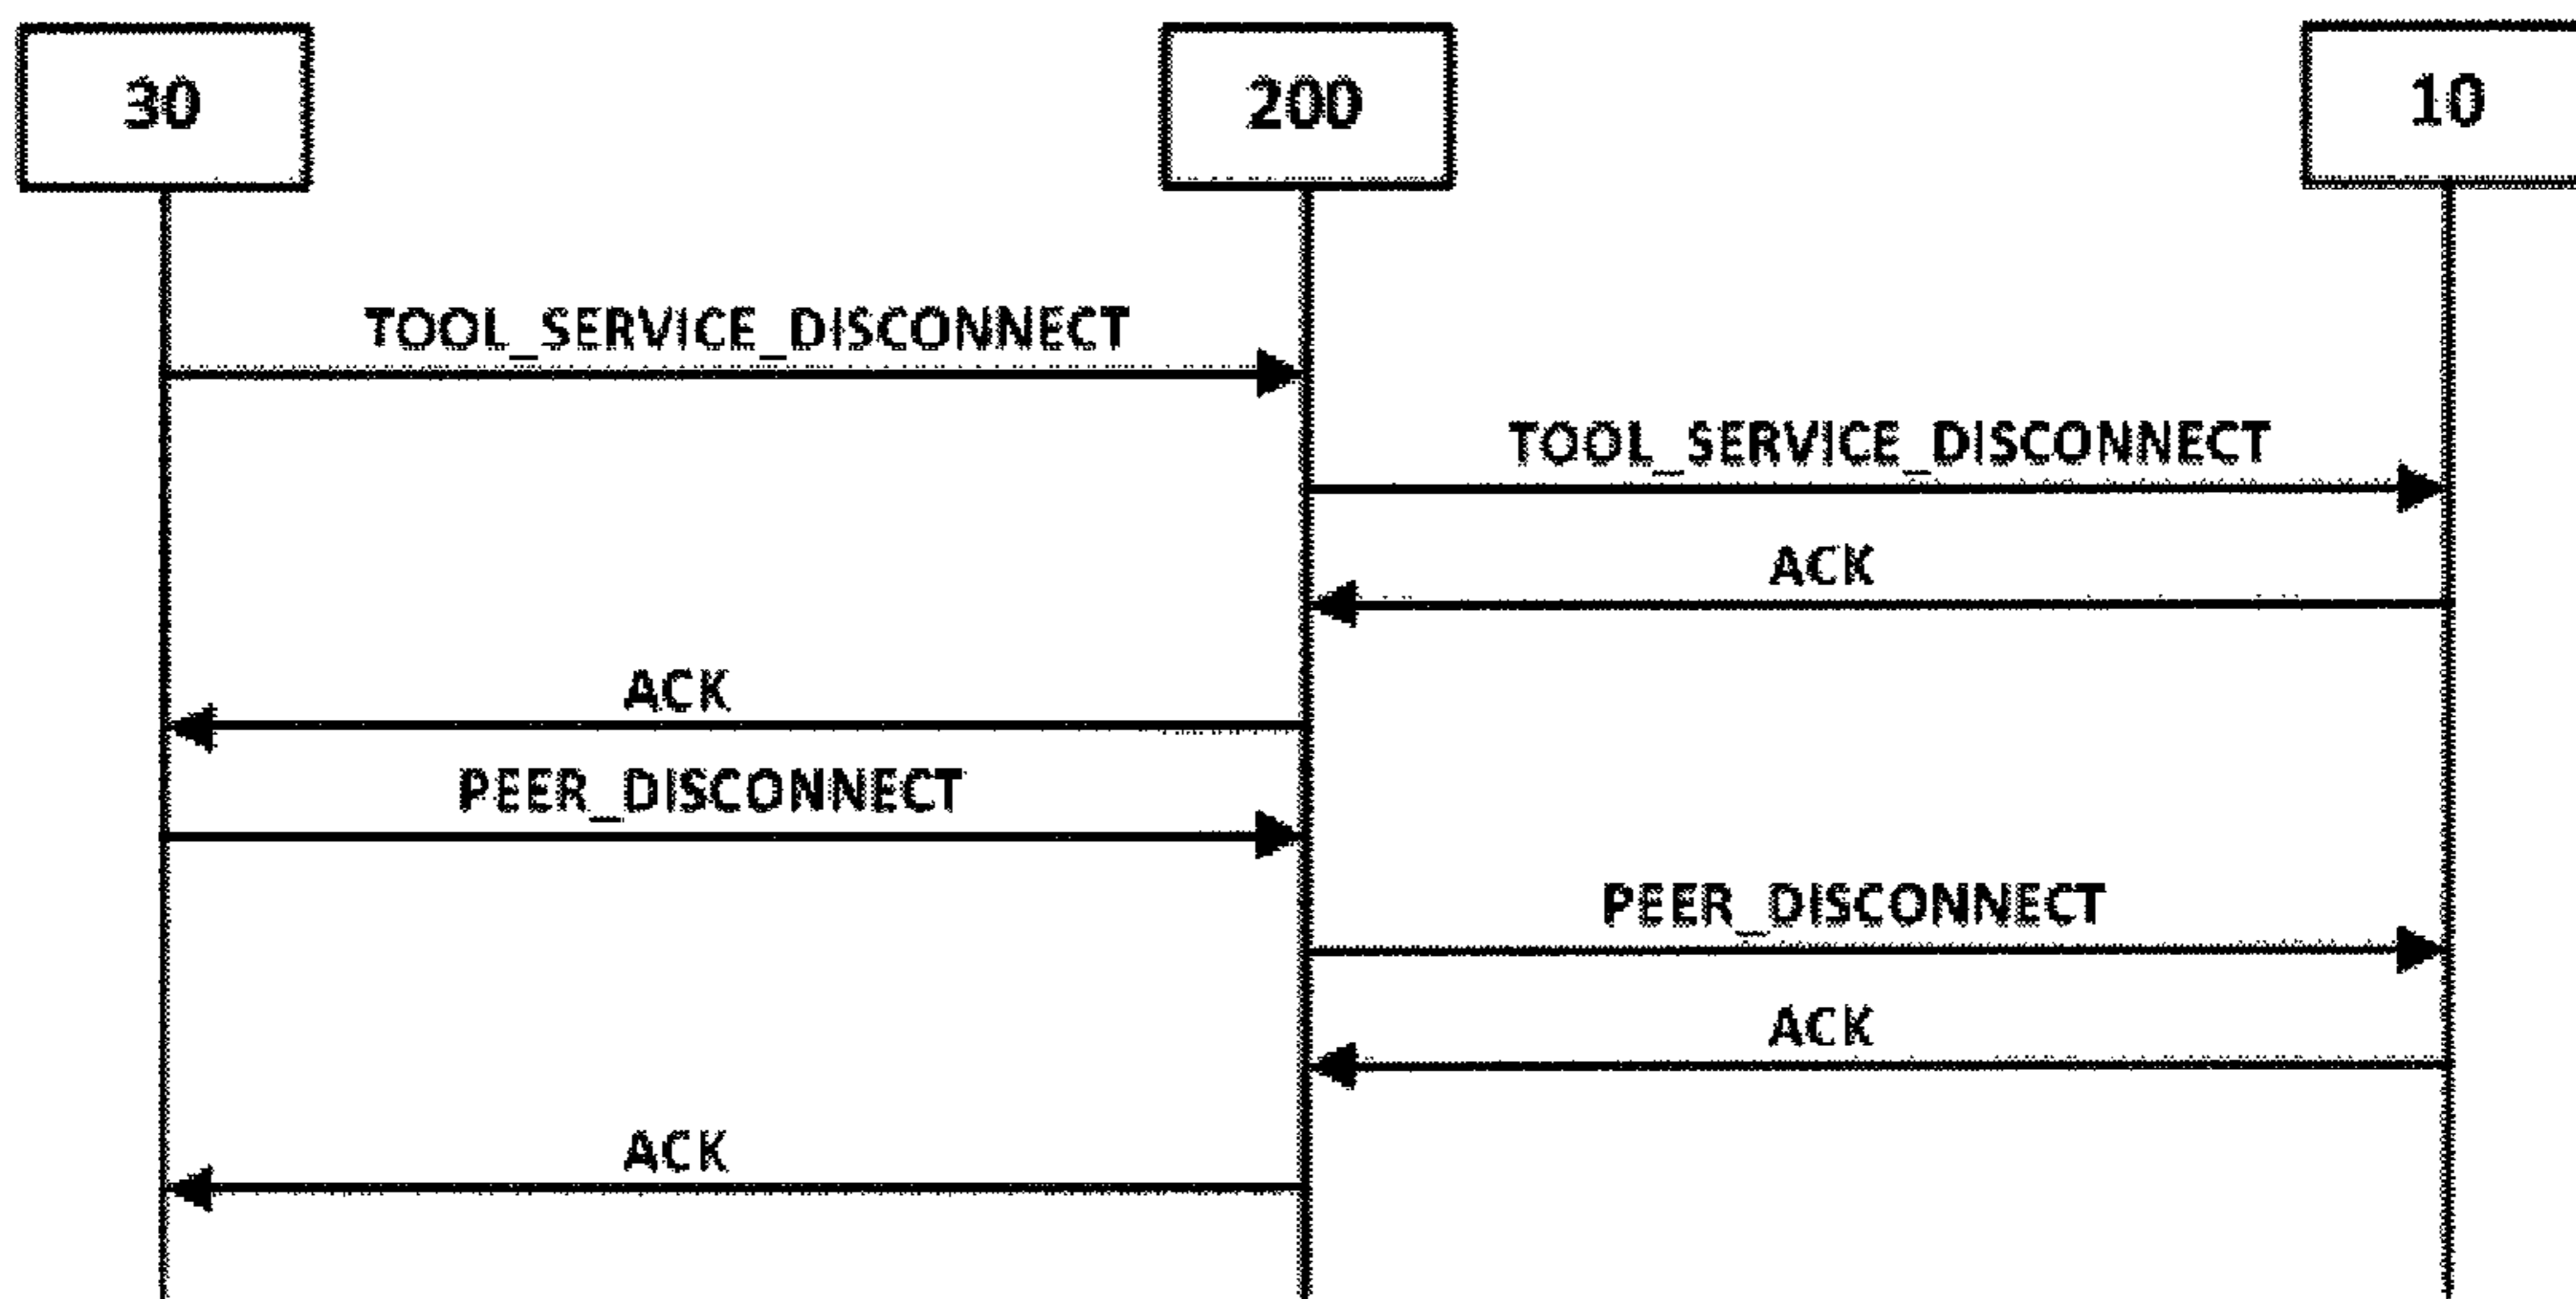 30 200 10
TOOL_SERVICE_DISCONNECT
TOOL_SERVICE_DISCONNECT
ACK
ACK
PEER_DISCONNECT
PEER_DISCONNECT
ACK
ACK